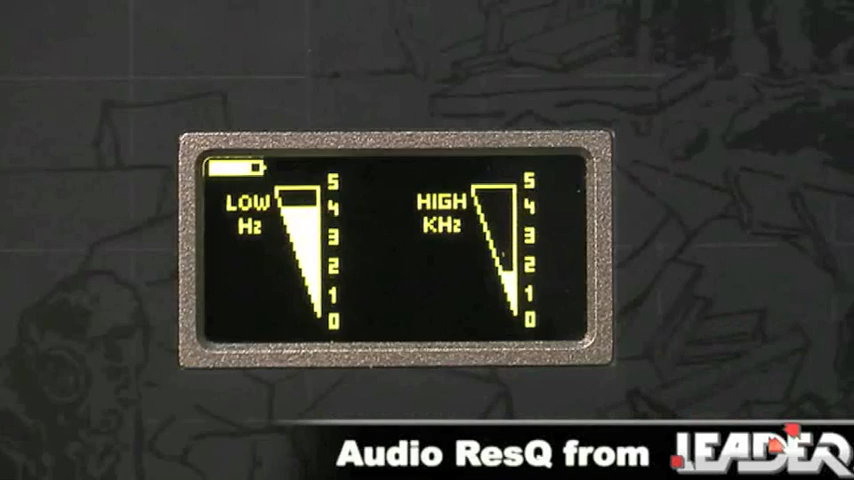 LOW
Hz
5
4
3
2
1
0
HIGH
KHz
5
4
3
2
1
0
Audio ResQ from LEADER